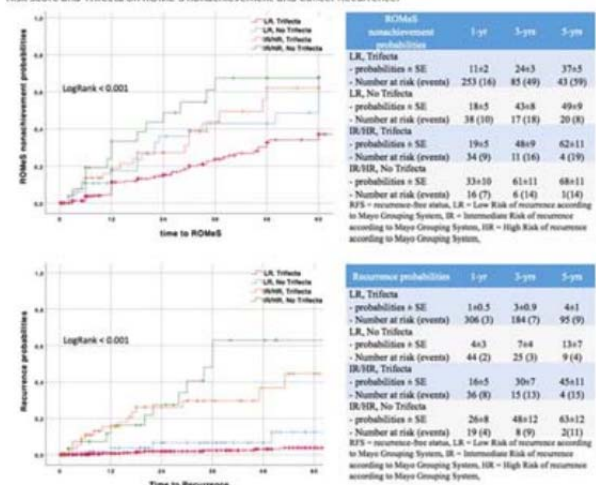 ROMeS nonachievement probabilities
LogRank < 0.001
LR, Trifecta
LR, No Trifecta
IR/HR, Trifecta
IR/HR, No Trifecta
time to ROMeS
ROMeS
nonachievement
probabilities
1-yr 3-yrs 5-yrs
LR, Trifecta
- probabilities ± SE 11±2 24±3 37±5
- Number at risk (events) 253 (16) 85 (49) 43 (59)
LR, No Trifecta
- probabilities ± SE 18±5 43±8 49±9
- Number at risk (events) 38 (10) 17 (18) 20 (8)
IR/HR, Trifecta
- probabilities ± SE 19±5 48±9 62±11
- Number at risk (events) 34 (9) 11 (16) 4 (19)
IR/HR, No Trifecta
- probabilities ± SE 33±10 61±11 68±11
- Number at risk (events) 16 (7) 6 (14) 1(14)
RFS = recurrence-free status, LR = Low Risk of recurrence according
to Mayo Grouping System, IR = Intermediate Risk of recurrence
according to Mayo Grouping System, HR = High Risk of recurrence
according to Mayo Grouping System,
Recurrence probabilities
LogRank < 0.001
LR, Trifecta
LR, No Trifecta
IR/HR, Trifecta
IR/HR, No Trifecta
Time to Recurrence
Recurrence probabilities 1-yr 3-yrs 5-yrs
LR, Trifecta
- probabilities ± SE 1±0.5 3±0.9 4±1
- Number at risk (events) 306 (3) 184 (7) 95 (9)
LR, No Trifecta
- probabilities ± SE 4±3 7±4 13±7
- Number at risk (events) 44 (2) 25 (3) 9 (4)
IR/HR, Trifecta
- probabilities ± SE 16±5 30±7 45±11
- Number at risk (events) 36 (8) 15 (13) 4 (15)
IR/HR, No Trifecta
- probabilities ± SE 26±8 48±12 63±12
- Number at risk (events) 19 (4) 8 (9) 2(11)
RFS = recurrence-free status, LR = Low Risk of recurrence according
to Mayo Grouping System, IR = Intermediate Risk of recurrence
according to Mayo Grouping System, HR = High Risk of recurrence
according to Mayo Grouping System,